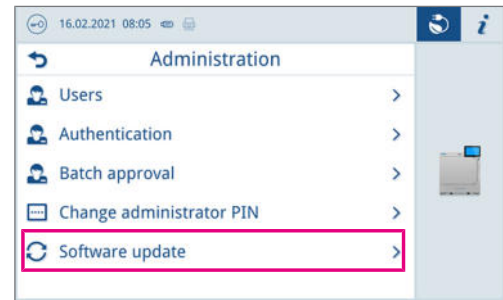 16.02.2021 08:05
Administration
Users
Authentication
Batch approval
Change administrator PIN
Software update